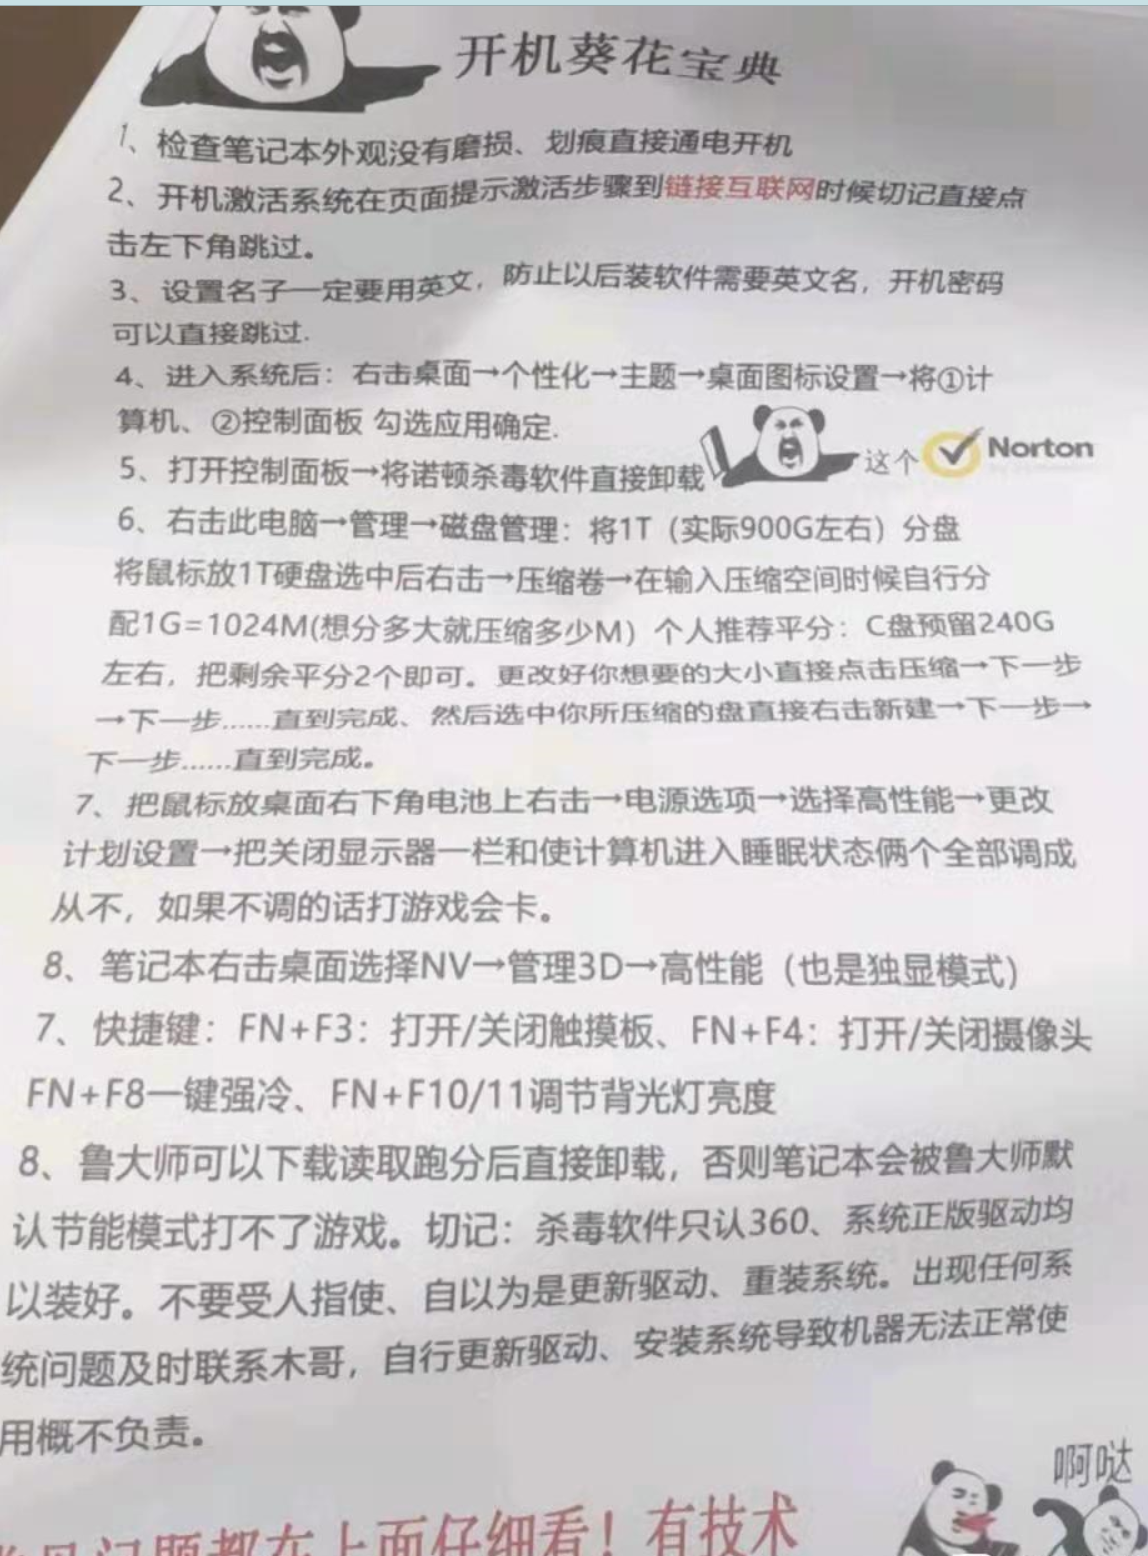 开机葵花宝典
1、检查笔记本外观没有磨损、划痕直接通电开机
2、开机激活系统在页面提示激活步骤到链接互联网时候切记直接点
击左下角跳过。
3、设置名子一定要用英文，防止以后装软件需要英文名，开机密码
可以直接跳过.
4、进入系统后：右击桌面→个性化→主题→桌面图标设置→将①计
算机、②控制面板 勾选应用确定.
5、打开控制面板→将诺顿杀毒软件直接卸载 这个 Norton
6、右击此电脑→管理→磁盘管理：将1T（实际900G左右）分盘
将鼠标放1T硬盘选中后右击→压缩卷→在输入压缩空间时候自行分
配1G=1024M(想分多大就压缩多少M）个人推荐平分：C盘预留240G
左右，把剩余平分2个即可。更改好你想要的大小直接点击压缩→下一步
→下一步......直到完成、然后选中你所压缩的盘直接右击新建→下一步→
下一步......直到完成。
7、把鼠标放桌面右下角电池上右击→电源选项→选择高性能→更改
计划设置→把关闭显示器一栏和使计算机进入睡眠状态俩个全部调成
从不，如果不调的话打游戏会卡。
8、笔记本右击桌面选择NV→管理3D→高性能（也是独显模式）
7、快捷键：FN+F3：打开/关闭触摸板、FN+F4：打开/关闭摄像头
FN+F8一键强冷、FN+F10/11调节背光灯亮度
8、鲁大师可以下载读取跑分后直接卸载，否则笔记本会被鲁大师默
认节能模式打不了游戏。切记：杀毒软件只认360、系统正版驱动均
以装好。不要受人指使、自以为是更新驱动、重装系统。出现任何系
统问题及时联系木哥，自行更新驱动、安装系统导致机器无法正常使
用概不负责。
啊哒
问题都在上面仔细看！有技术